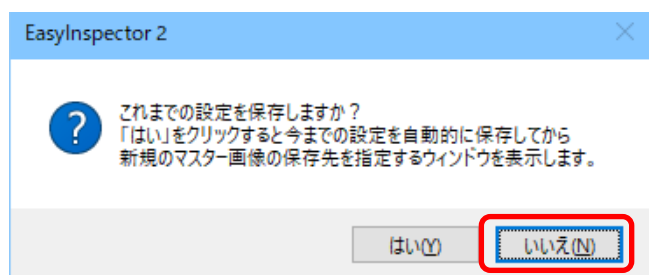 EasyInspector 2
これまでの設定を保存しますか？
「はい」をクリックすると今までの設定を自動的に保存してから
新規のマスター画像の保存先を指定するウィンドウを表示します。
はい(Y)
いいえ(N)